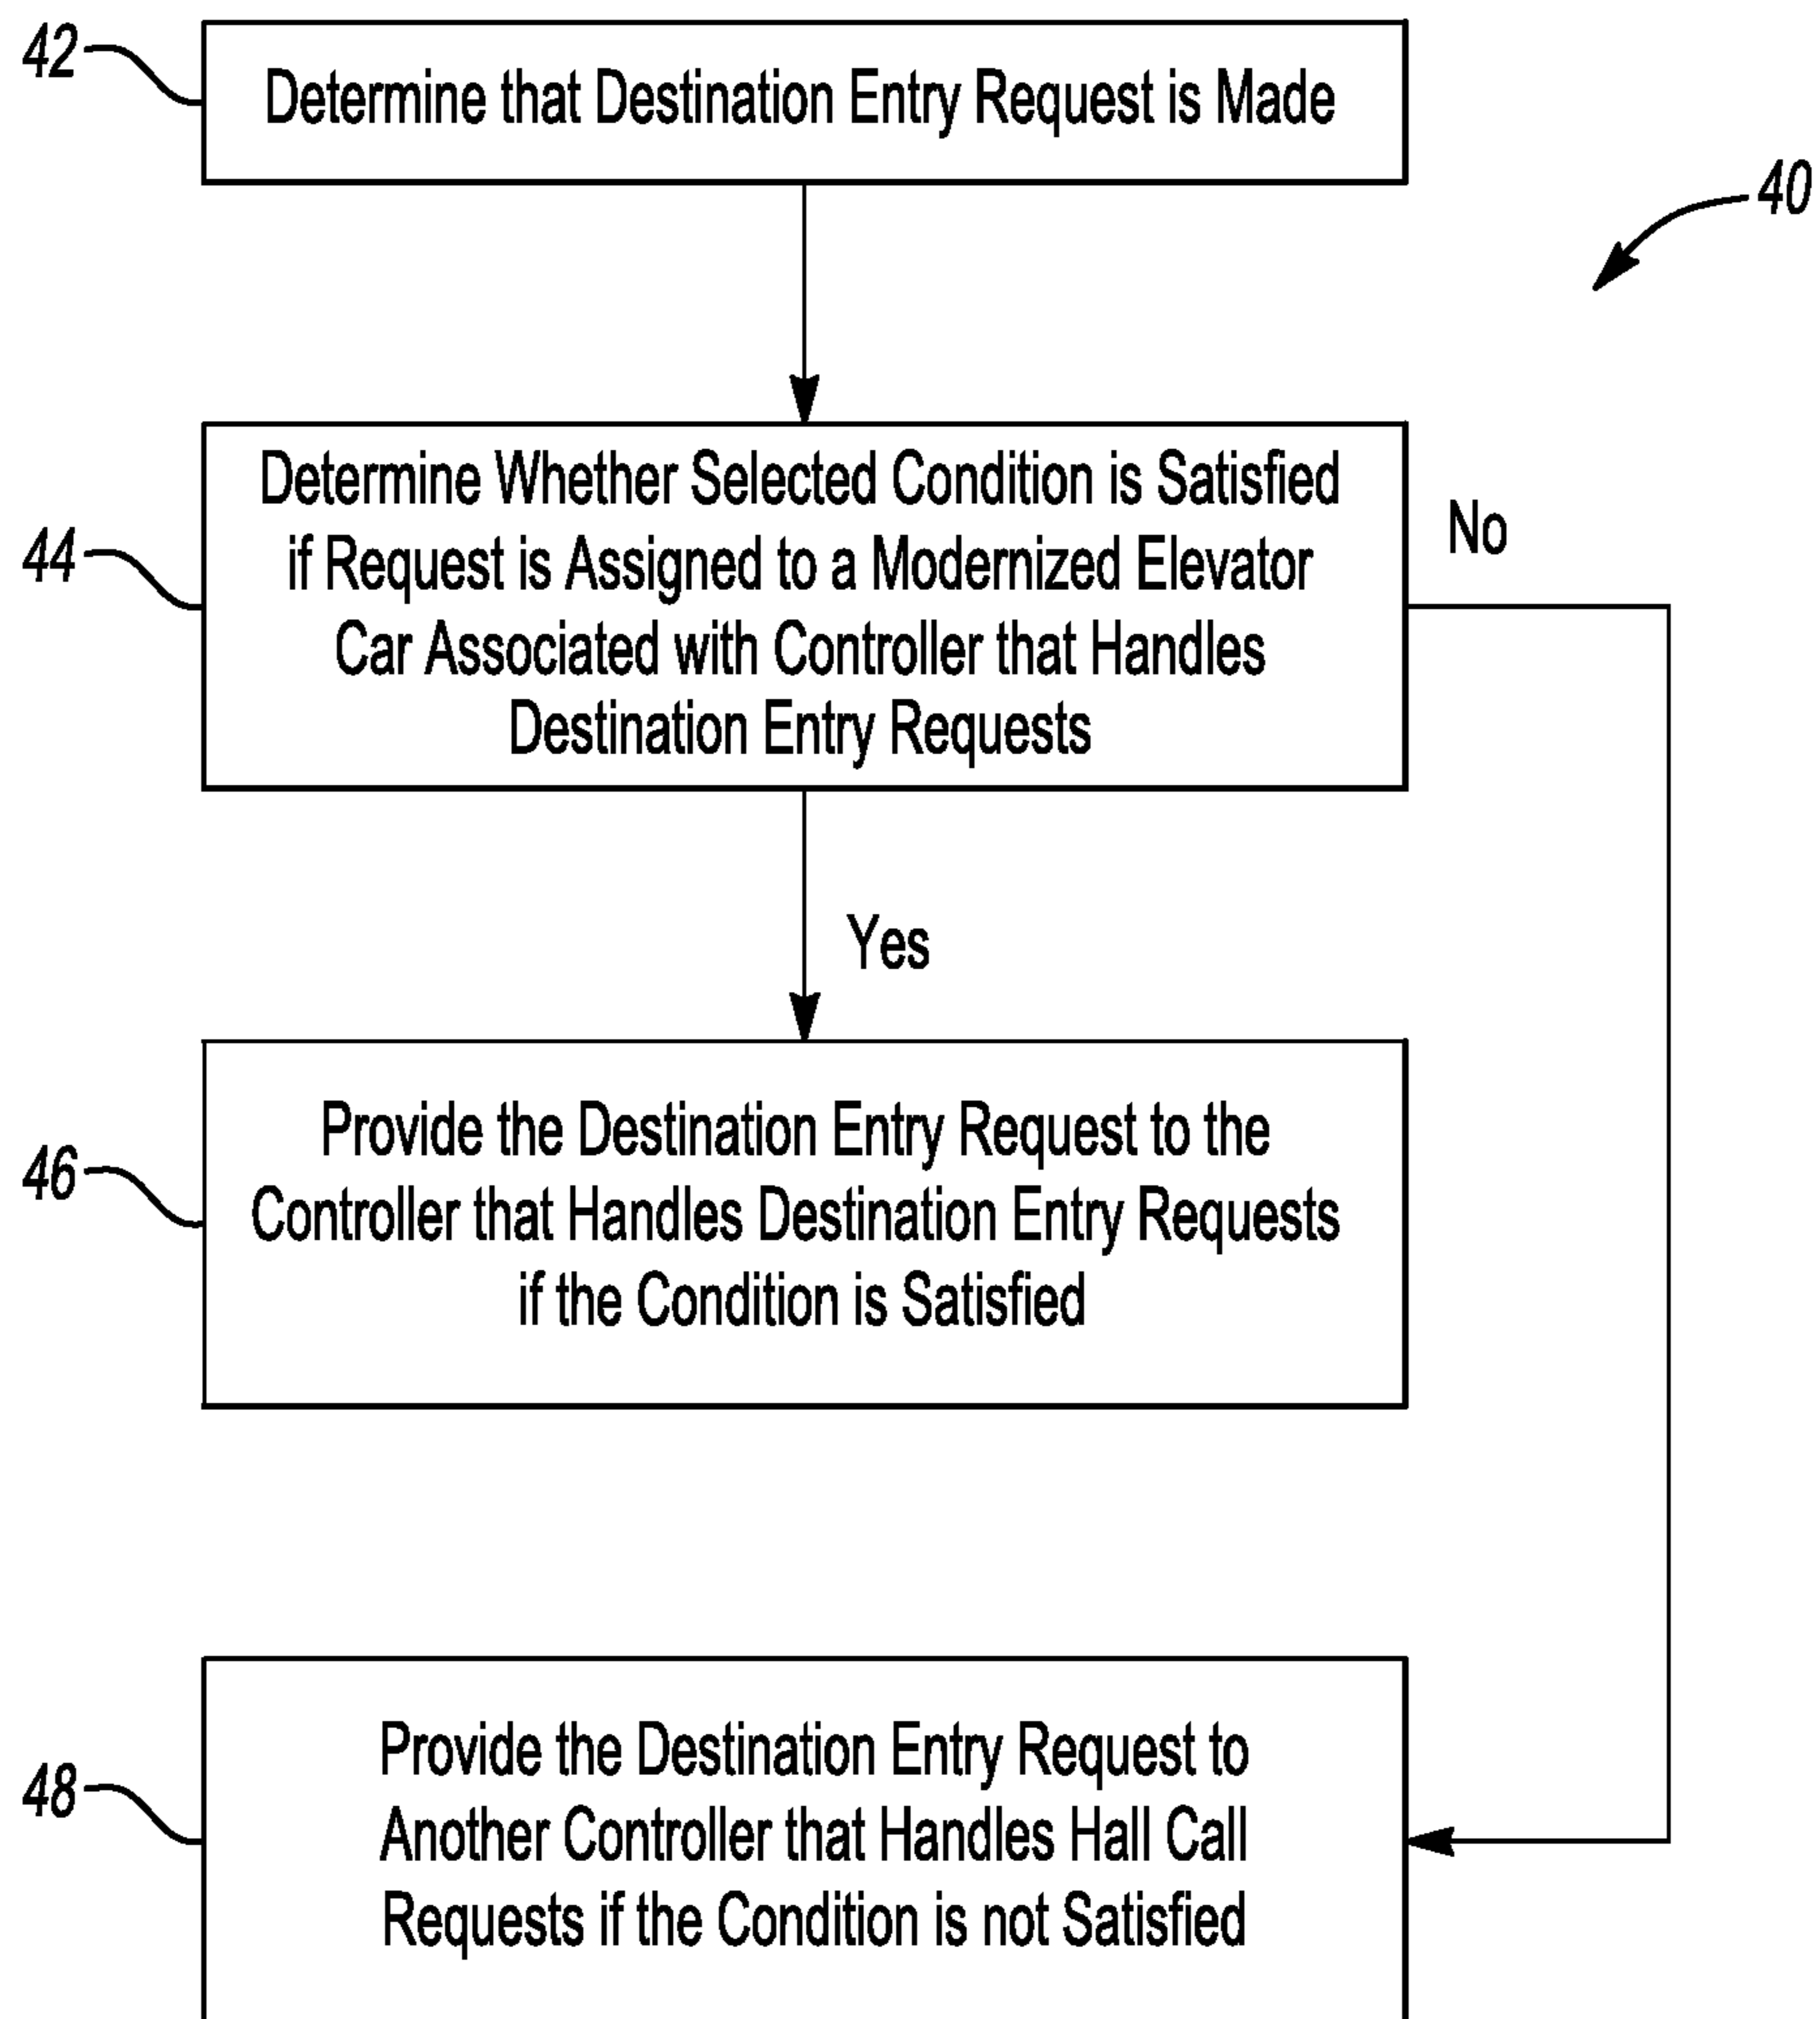 42
Determine that Destination Entry Request is Made
40
44
Determine Whether Selected Condition is Satisfied
if Request is Assigned to a Modernized Elevator
Car Associated with Controller that Handles
Destination Entry Requests
No
Yes
46
Provide the Destination Entry Request to the
Controller that Handles Destination Entry Requests
if the Condition is Satisfied
48
Provide the Destination Entry Request to
Another Controller that Handles Hall Call
Requests if the Condition is not Satisfied